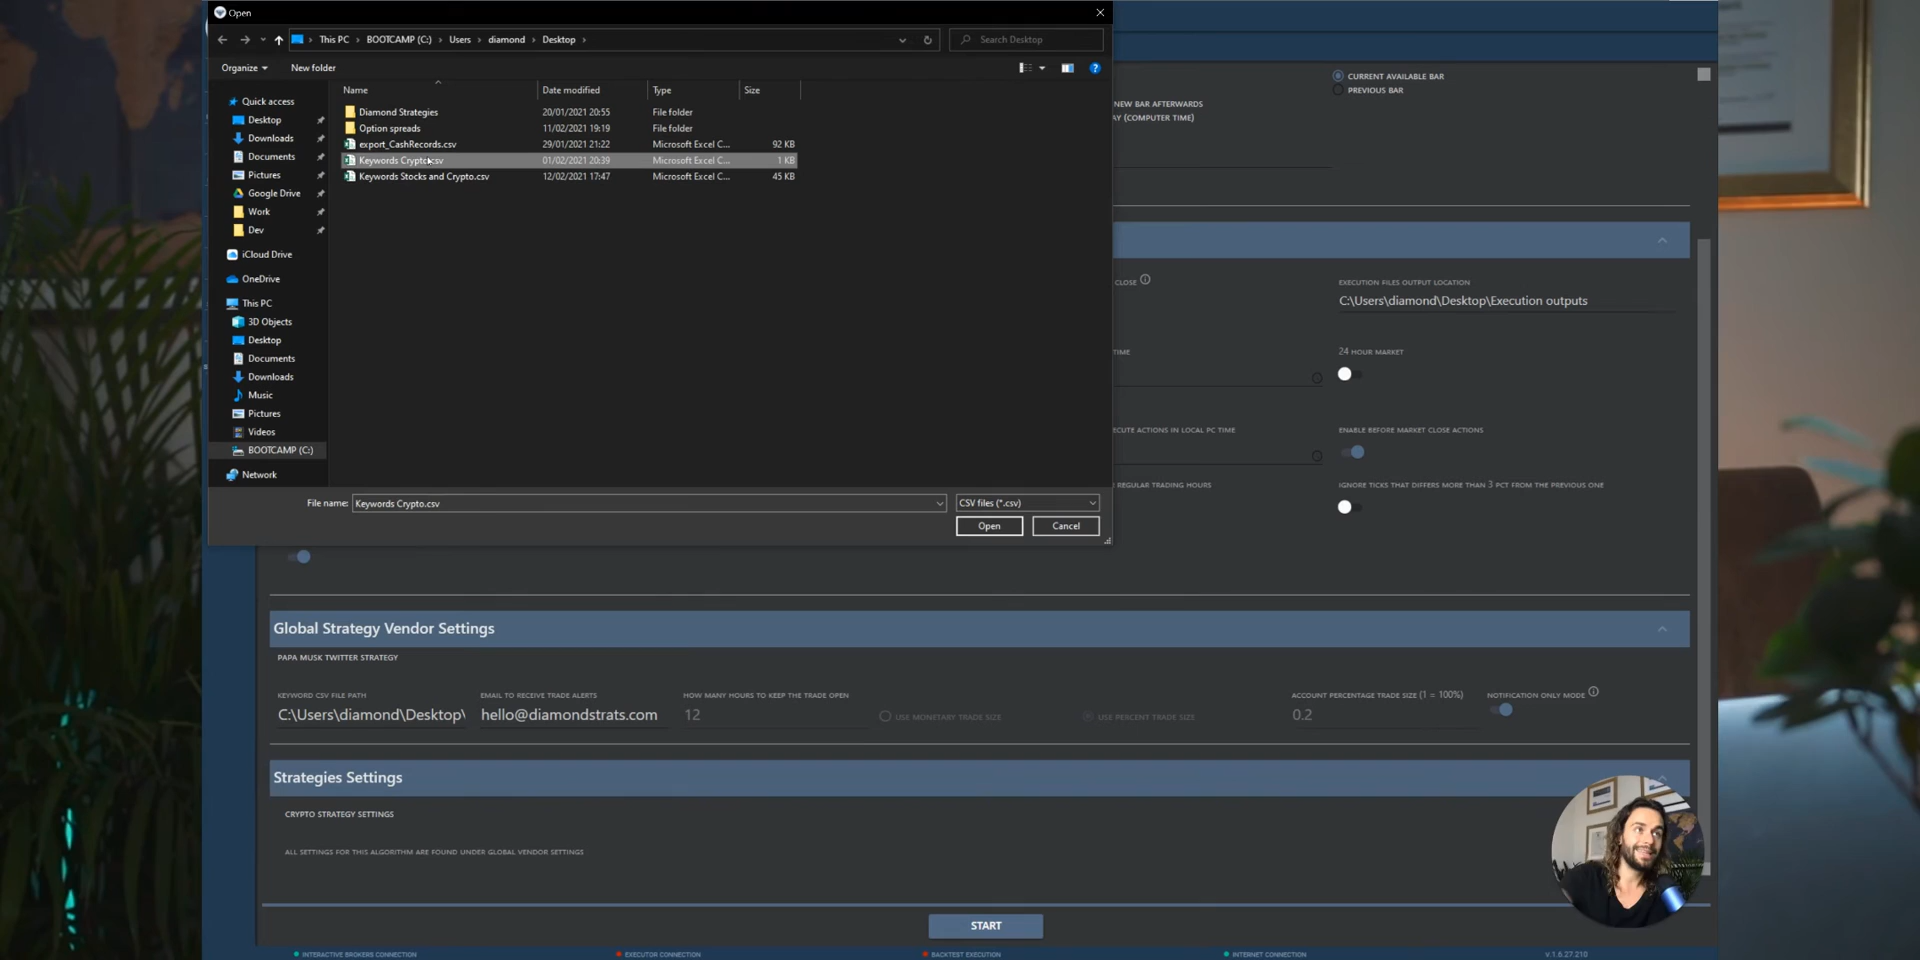 Open
This PC > BOOTCAMP (C:) > Users > diamond > Desktop >
Search Desktop
Organize
New folder
Name
Date modified
Type
Size
Quick access
Desktop
Downloads
Documents
Pictures
Google Drive
Work
Dev
iCloud Drive
OneDrive
This PC
3D Objects
Desktop
Documents
Downloads
Music
Pictures
Videos
BOOTCAMP (C:)
Network
Diamond Strategies 20/01/2021 20:55 File folder
Option spreads 11/02/2021 19:19 File folder
export_CashRecords.csv 29/01/2021 21:22 Microsoft Excel C... 92 KB
Keywords Crypto.csv 01/02/2021 20:39 Microsoft Excel C... 1 KB
Keywords Stocks and Crypto.csv 12/02/2021 17:47 Microsoft Excel C... 45 KB
File name: Keywords Crypto.csv
CSV files (*.csv)
Open
Cancel
CURRENT AVAILABLE BAR
PREVIOUS BAR
NEW BAR AFTERWARDS
Y (COMPUTER TIME)
CLOSE
EXECUTION FILES OUTPUT LOCATION
C:\Users\diamond\Desktop\Execution outputs
TIME
24 HOUR MARKET
CUTE ACTIONS IN LOCAL PC TIME
ENABLE BEFORE MARKET CLOSE ACTIONS
REGULAR TRADING HOURS
IGNORE TICKS THAT DIFFERS MORE THAN 3 PCT FROM THE PREVIOUS ONE
Global Strategy Vendor Settings
PAPA MUSK TWITTER STRATEGY
KEYWORD CSV FILE PATH
C:\Users\diamond\Desktop\
EMAIL TO RECEIVE TRADE ALERTS
hello@diamondstrats.com
HOW MANY HOURS TO KEEP THE TRADE OPEN
12
USE MONETARY TRADE SIZE
USE PERCENT TRADE SIZE
ACCOUNT PERCENTAGE TRADE SIZE (1 = 100%)
0.2
NOTIFICATION ONLY MODE
Strategies Settings
CRYPTO STRATEGY SETTINGS
ALL SETTINGS FOR THIS ALGORITHM ARE FOUND UNDER GLOBAL VENDOR SETTINGS
START
INTERACTIVE BROKERS CONNECTION
EXECUTOR CONNECTION
BACKTEST EXECUTION
INTERNET CONNECTION
v.1.6.27.210